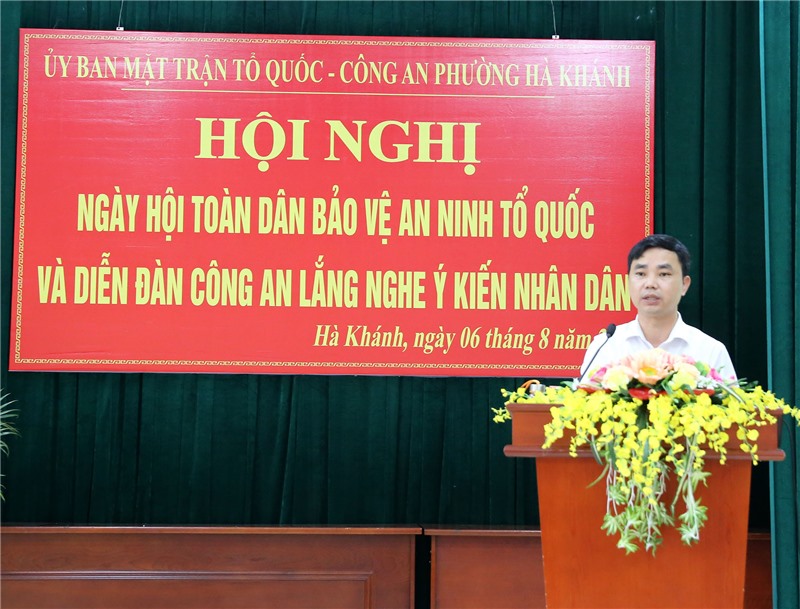 ỦY BAN MẶT TRẬN TỔ QUỐC - CÔNG AN PHƯỜNG HÀ KHÁNH
HỘI NGHỊ
NGÀY HỘI TOÀN DÂN BẢO VỆ AN NINH TỔ QUỐC
VÀ DIỄN ĐÀN CÔNG AN LẮNG NGHE Ý KIẾN NHÂN DÂN
Hà Khánh, ngày 06 tháng 8 năm